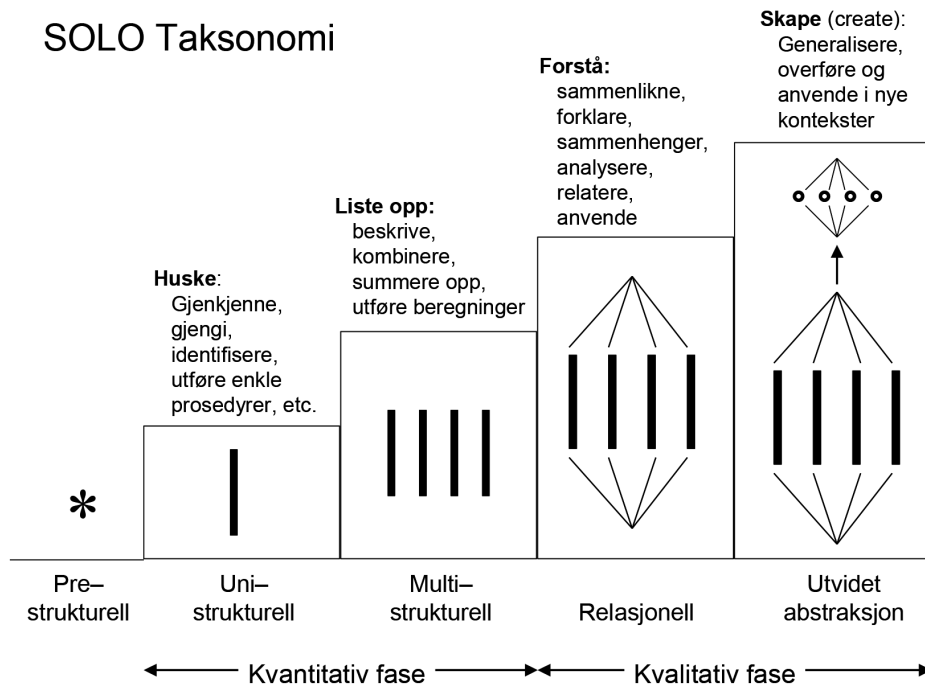 SOLO Taksonomi
Huske:
Gjenkjenne,
gjengi,
identifisere,
utføre enkle
prosedyrer, etc.
Liste opp:
beskrive,
kombinere,
summere opp,
utføre beregninger
Forstå:
sammenlikne,
forklare,
sammenhenger,
analysere,
relatere,
anvende
Skape (create):
Generalisere,
overføre og
anvende i nye
kontekster
Pre–
strukturell
Uni–
strukturell
Multi–
strukturell
Relasjonell
Utvidet
abstraksjon
Kvantitativ fase
Kvalitativ fase